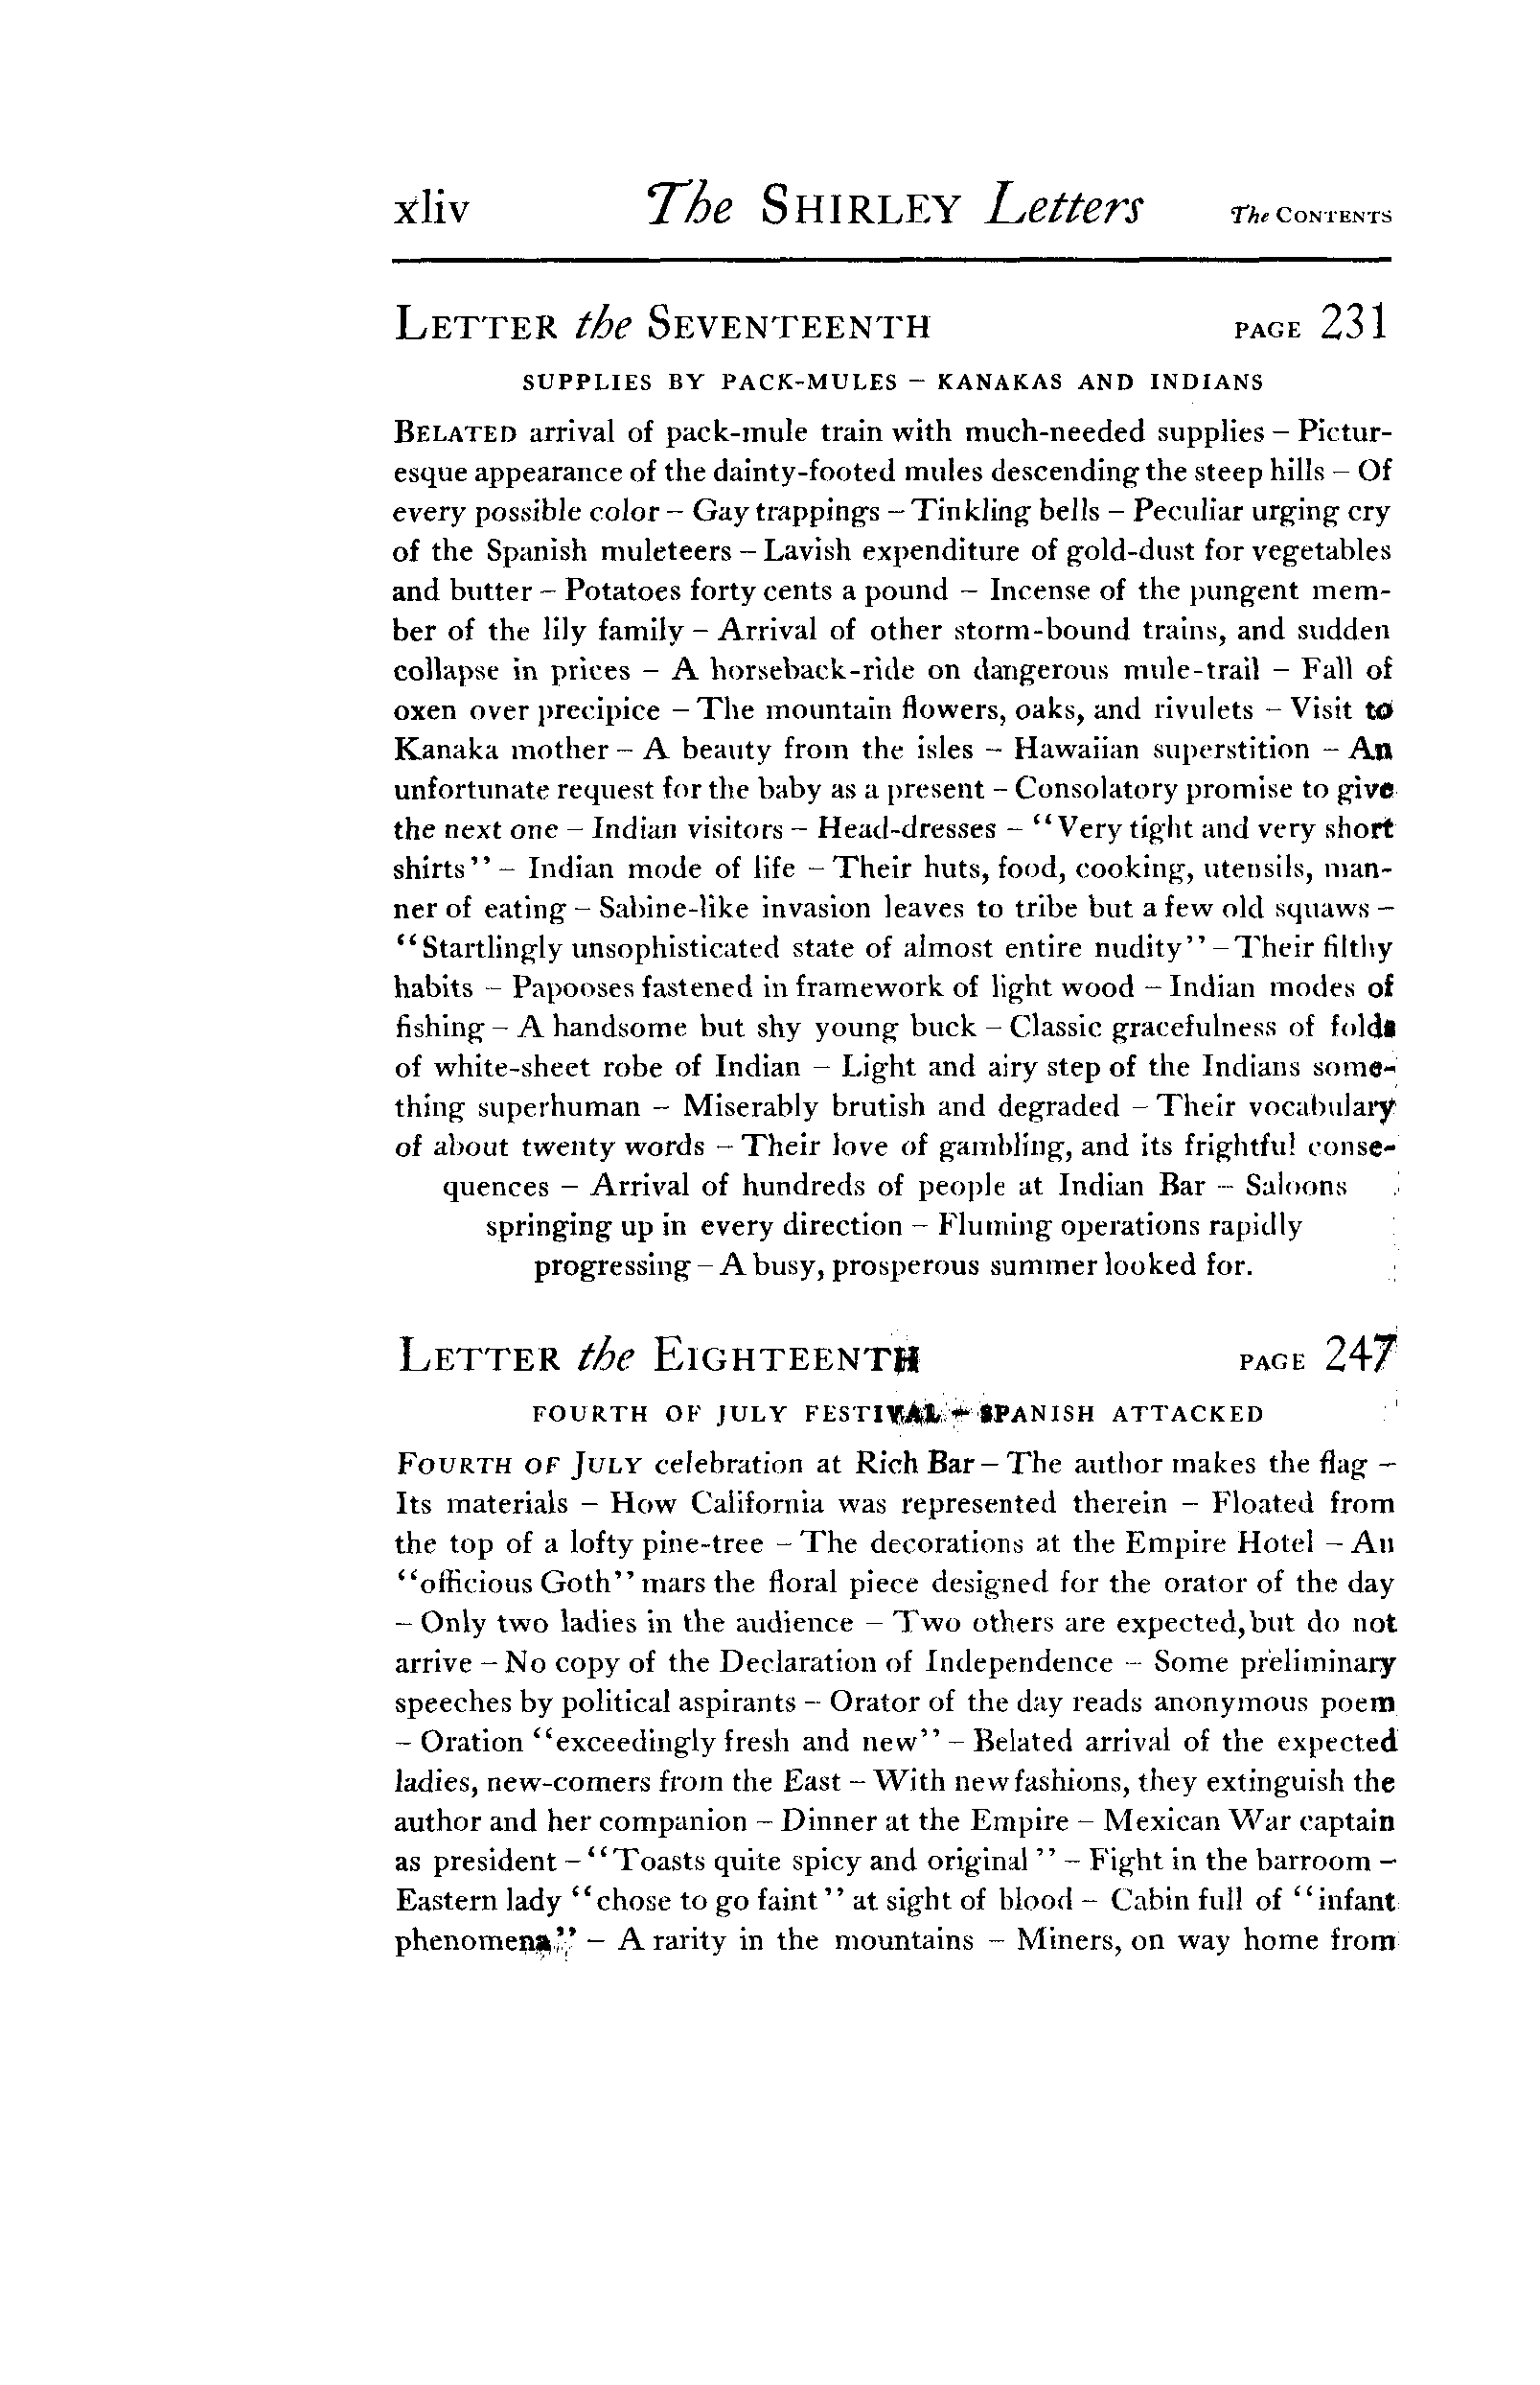 xliv The SHIRLEY Letters The CONTENTS
LETTER the SEVENTEENTH PAGE 231
SUPPLIES BY PACK-MULES – KANAKAS AND INDIANS
BELATED arrival of pack-mule train with much-needed supplies – Pictur-
esque appearance of the dainty-footed mules descending the steep hills – Of
every possible color – Gay trappings – Tinkling bells – Peculiar urging cry
of the Spanish muleteers – Lavish expenditure of gold-dust for vegetables
and butter – Potatoes forty cents a pound – Incense of the pungent mem-
ber of the lily family – Arrival of other storm-bound trains, and sudden
collapse in prices – A horseback-ride on dangerous mule-trail – Fall of
oxen over precipice – The mountain flowers, oaks, and rivulets – Visit to
Kanaka mother – A beauty from the isles – Hawaiian superstition – An
unfortunate request for the baby as a present – Consolatory promise to give
the next one – Indian visitors – Head-dresses – "Very tight and very short
shirts" – Indian mode of life – Their huts, food, cooking, utensils, man-
ner of eating – Sabine-like invasion leaves to tribe but a few old squaws –
"Startlingly unsophisticated state of almost entire nudity" – Their filthy
habits – Papooses fastened in framework of light wood – Indian modes of
fishing – A handsome but shy young buck – Classic gracefulness of folds
of white-sheet robe of Indian – Light and airy step of the Indians some-
thing superhuman – Miserably brutish and degraded – Their vocabulary
of about twenty words – Their love of gambling, and its frightful conse-
quences – Arrival of hundreds of people at Indian Bar – Saloons
springing up in every direction – Fluming operations rapidly
progressing – A busy, prosperous summer looked for.
LETTER the EIGHTEENTH PAGE 247
FOURTH OF JULY FESTIVAL – SPANISH ATTACKED
FOURTH OF JULY celebration at Rich Bar – The author makes the flag –
Its materials – How California was represented therein – Floated from
the top of a lofty pine-tree – The decorations at the Empire Hotel – An
"officious Goth" mars the floral piece designed for the orator of the day
– Only two ladies in the audience – Two others are expected, but do not
arrive – No copy of the Declaration of Independence – Some preliminary
speeches by political aspirants – Orator of the day reads anonymous poem
– Oration "exceedingly fresh and new" – Belated arrival of the expected
ladies, new-comers from the East – With new fashions, they extinguish the
author and her companion – Dinner at the Empire – Mexican War captain
as president – "Toasts quite spicy and original" – Fight in the barroom –
Eastern lady "chose to go faint" at sight of blood – Cabin full of "infant
phenomena" – A rarity in the mountains – Miners, on way home from